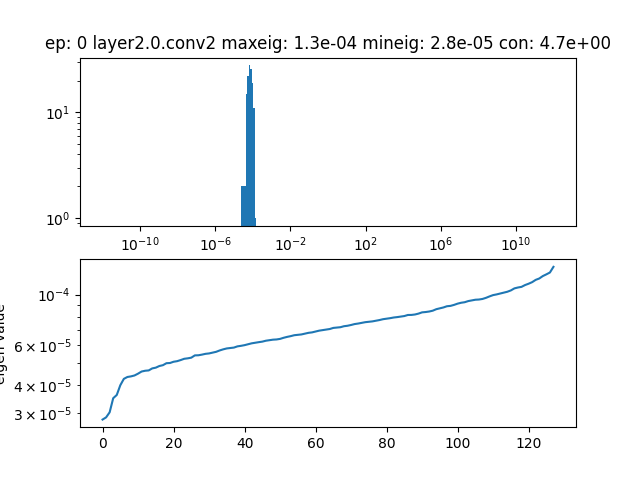 ep: 0 layer2.0.conv2 maxeig: 1.3e-04 mineig: 2.8e-05 con: 4.7e+00
10¹
10⁰
10⁻¹⁰ 10⁻⁶ 10⁻² 10² 10⁶ 10¹⁰
10⁻⁴
6 × 10⁻⁵
4 × 10⁻⁵
3 × 10⁻⁵
eigen value
0 20 40 60 80 100 120